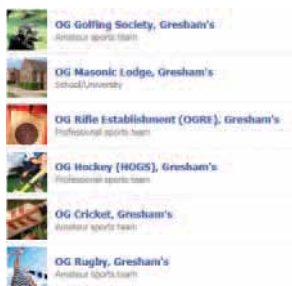 OG Golfing Society, Gresham's
Amateur sports team
OG Masonic Lodge, Gresham's
School/University
OG Rifle Establishment (OGRE), Gresham's
Professional sports team
OG Hockey (HOGS), Gresham's
Professional sports team
OG Cricket, Gresham's
Amateur sports team
OG Rugby, Gresham's
Amateur sports team